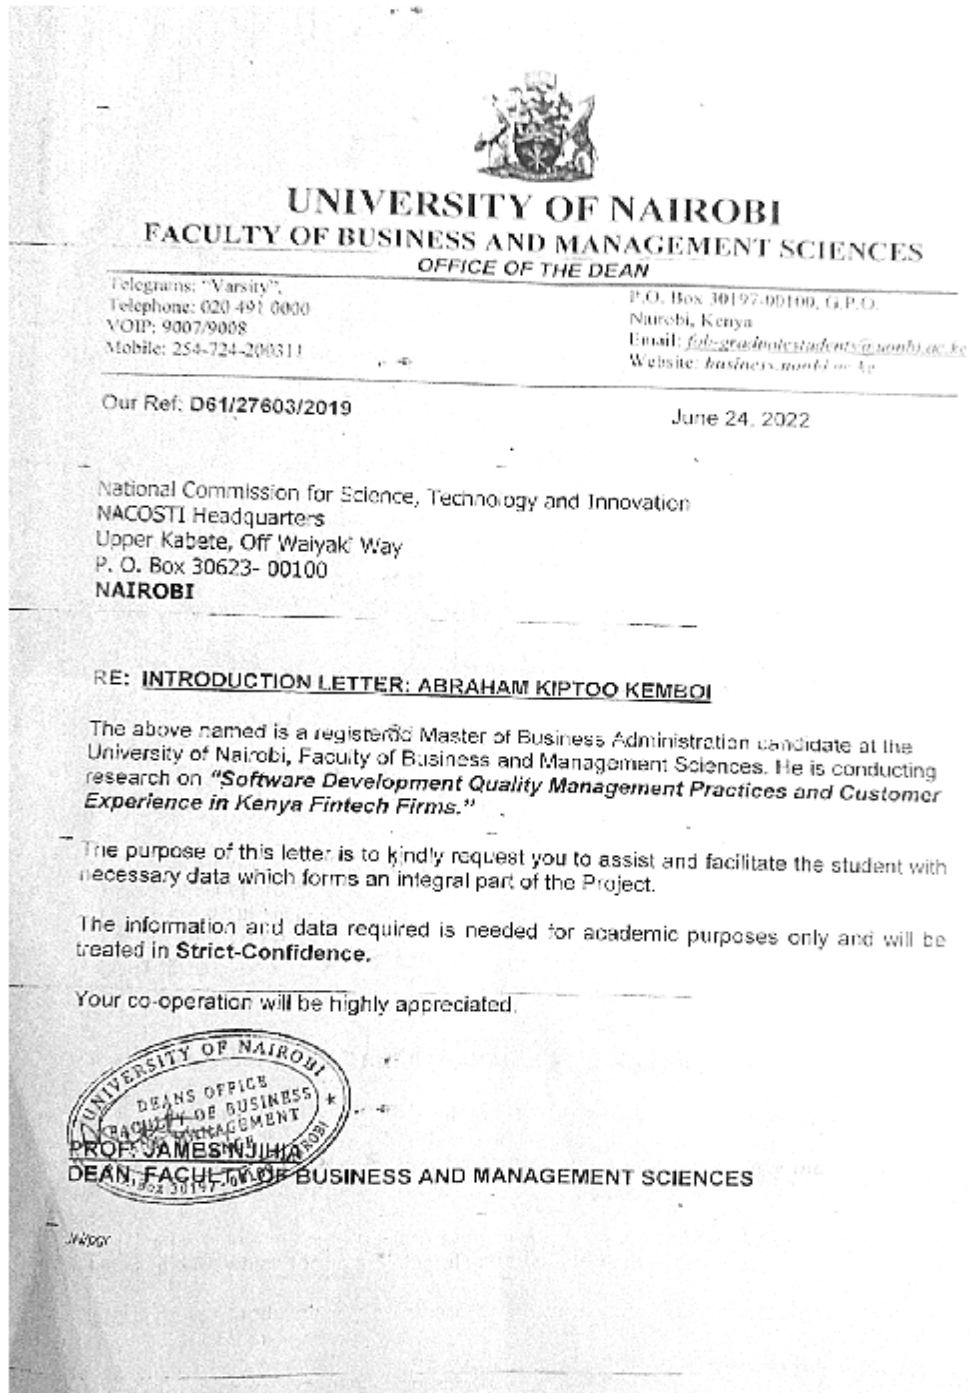 UNIVERSITY OF NAIROBI
FACULTY OF BUSINESS AND MANAGEMENT SCIENCES
OFFICE OF THE DEAN
Telegrams: "Varsity",
Telephone: 020 491 0000
VOIP: 9007/9008
Mobile: 254-724-200311
P.O. Box 30197-00100, G.P.O.
Nairobi, Kenya
Email: fob-graduatestudents@uonbi.ac.ke
Website: business.uonbi.ac.ke
Our Ref: D61/27603/2019
June 24, 2022
National Commission for Science, Technology and Innovation
NACOSTI Headquarters
Upper Kabete, Off Waiyaki Way
P. O. Box 30623- 00100
NAIROBI
RE: INTRODUCTION LETTER: ABRAHAM KIPTOO KEMBOI
The above named is a registered Master of Business Administration candidate at the
University of Nairobi, Faculty of Business and Management Sciences. He is conducting
research on "Software Development Quality Management Practices and Customer
Experience in Kenya Fintech Firms."
The purpose of this letter is to kindly request you to assist and facilitate the student with
necessary data which forms an integral part of the Project.
The information and data required is needed for academic purposes only and will be
treated in Strict-Confidence.
Your co-operation will be highly appreciated.
UNIVERSITY OF NAIROBI
DEANS OFFICE
FACULTY OF BUSINESS
MANAGEMENT
PROF. JAMES NJIHIA
DEAN, FACULTY OF BUSINESS AND MANAGEMENT SCIENCES